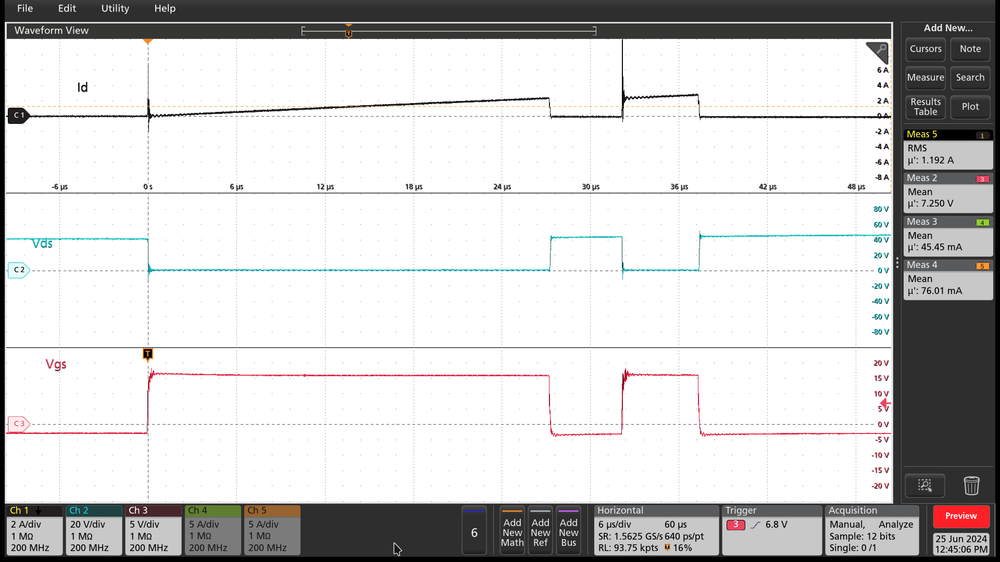 File Edit Utility Help
Waveform View
T
Add New...
Cursors Note
Measure Search
Results Table Plot
Id
6 A
4 A
2 A
0 A
-2 A
-4 A
-6 A
-8 A
C 1
-6 µs 0 s 6 µs 12 µs 18 µs 24 µs 30 µs 36 µs 42 µs 48 µs
Vds
80 V
60 V
40 V
20 V
0 V
-20 V
-40 V
-60 V
-80 V
C 2
T
Vgs
20 V
15 V
10 V
5 V
0 V
-5 V
-10 V
-15 V
-20 V
C 3
Meas 5 1
RMS
µ': 1.192 A
Meas 2 3
Mean
µ': 7.250 V
Meas 3 4
Mean
µ': 45.45 mA
Meas 4 5
Mean
µ': 76.01 mA
Ch 1
2 A/div
1 MΩ
200 MHz
Ch 2
20 V/div
1 MΩ
200 MHz
Ch 3
5 V/div
1 MΩ
200 MHz
Ch 4
5 A/div
1 MΩ
200 MHz
Ch 5
5 A/div
1 MΩ
200 MHz
6
Add
New
Math
Add
New
Ref
Add
New
Bus
Horizontal
6 µs/div 60 µs
SR: 1.5625 GS/s 640 ps/pt
RL: 93.75 kpts T 16%
Trigger
3 6.8 V
Acquisition
Manual, Analyze
Sample: 12 bits
Single: 0 /1
Preview
25 Jun 2024
12:45:06 PM